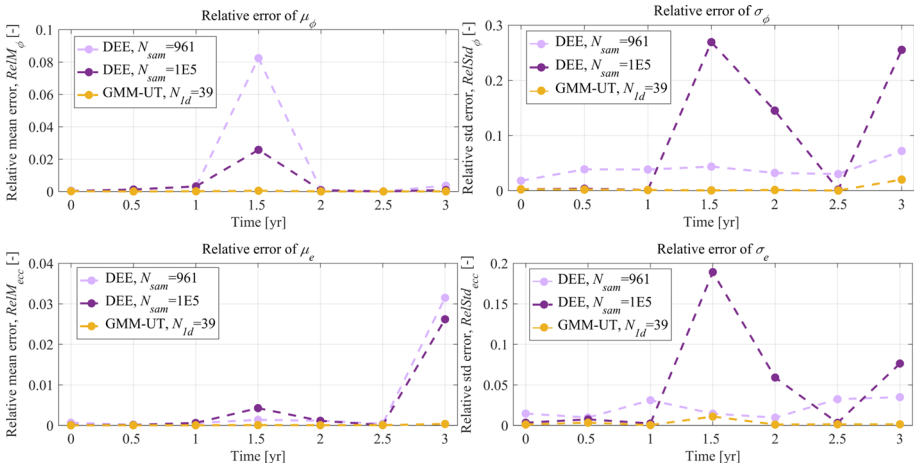 Relative error of μ_ϕ
Relative mean error, RelM_ϕ [-]
0.1
0.08
0.06
0.04
0.02
0
DEE, N_sam=961
DEE, N_sam=1E5
GMM-UT, N_1d=39
0 0.5 1 1.5 2 2.5 3
Time [yr]
Relative error of σ_ϕ
Relative std error, RelStd_ϕ [-]
0.3
0.2
0.1
0
DEE, N_sam=961
DEE, N_sam=1E5
GMM-UT, N_1d=39
0 0.5 1 1.5 2 2.5 3
Time [yr]
Relative error of μ_e
Relative mean error, RelM_ecc [-]
0.04
0.03
0.02
0.01
0
DEE, N_sam=961
DEE, N_sam=1E5
GMM-UT, N_1d=39
0 0.5 1 1.5 2 2.5 3
Time [yr]
Relative error of σ_e
Relative std error, RelStd_ecc [-]
0.2
0.15
0.1
0.05
0
DEE, N_sam=961
DEE, N_sam=1E5
GMM-UT, N_1d=39
0 0.5 1 1.5 2 2.5 3
Time [yr]